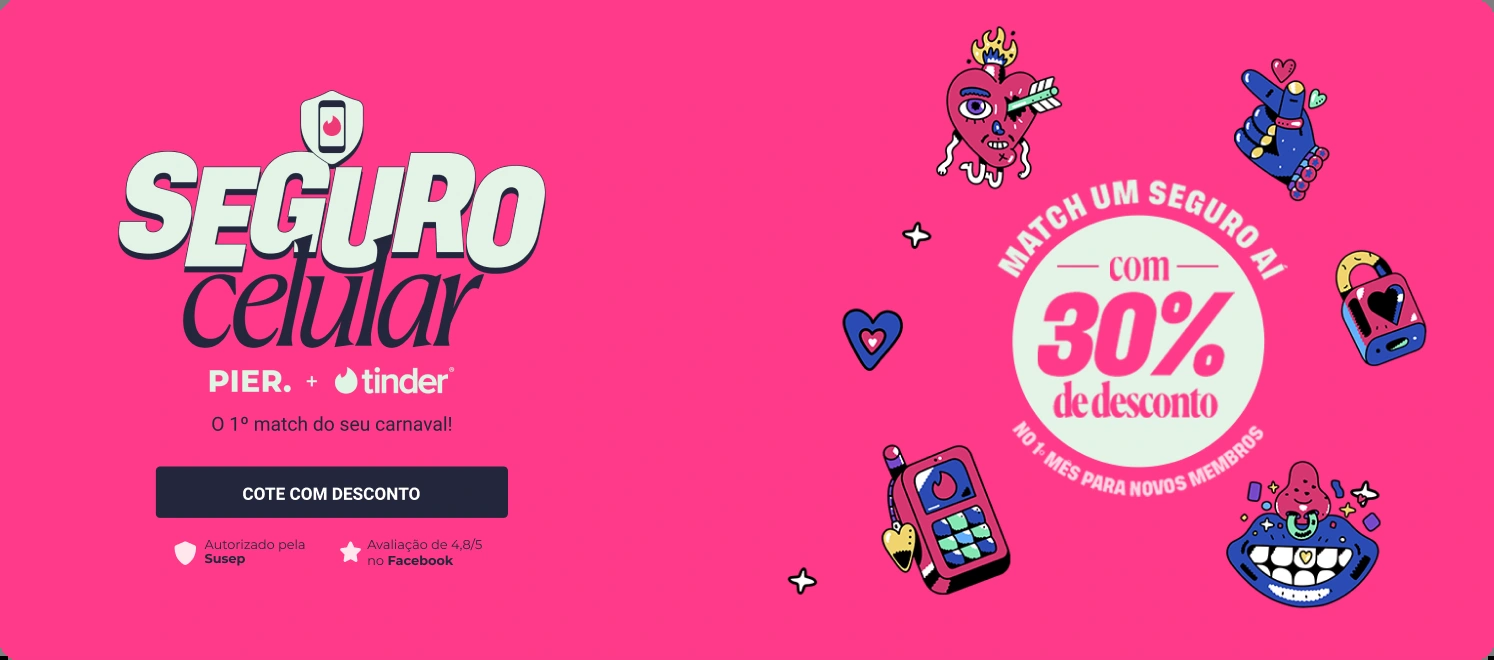 SEGURO
celular
PIER. + tinder®
O 1º match do seu carnaval!
COTE COM DESCONTO
Autorizado pela
Susep
Avaliação de 4,8/5
no Facebook
MATCH UM SEGURO AÍ
com
30%
de desconto
NO 1º MÊS PARA NOVOS MEMBROS